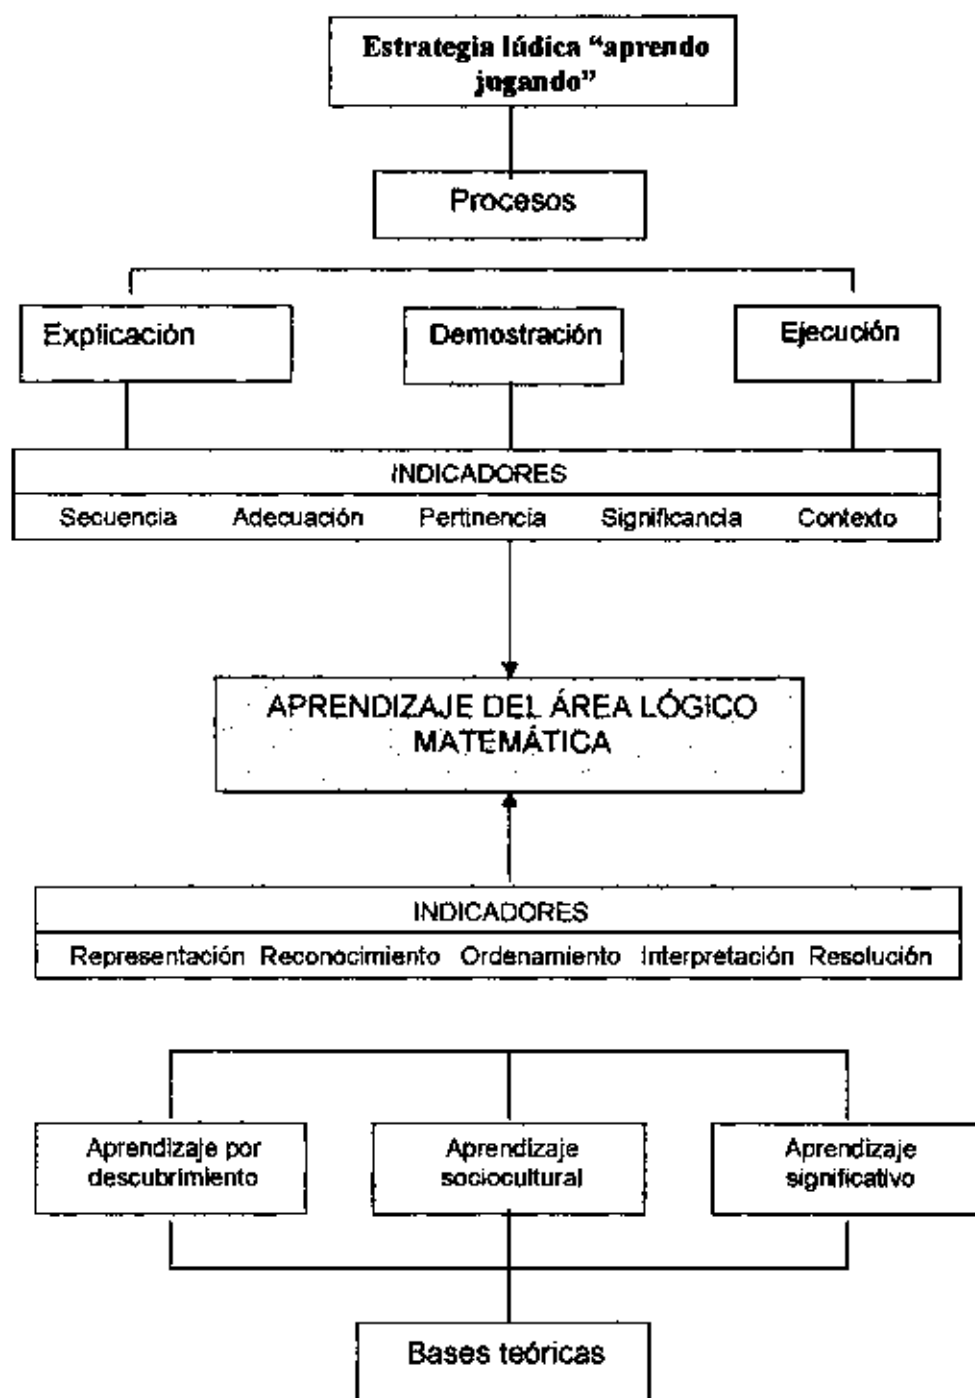 Estrategia lúdica “aprendo
jugando”
Procesos
Explicación
Demostración
Ejecución
INDICADORES
Secuencia Adecuación Pertinencia Significancia Contexto
APRENDIZAJE DEL ÁREA LÓGICO
MATEMÁTICA
INDICADORES
Representación Reconocimiento Ordenamiento Interpretación Resolución
Aprendizaje por
descubrimiento
Aprendizaje
sociocultural
Aprendizaje
significativo
Bases teóricas